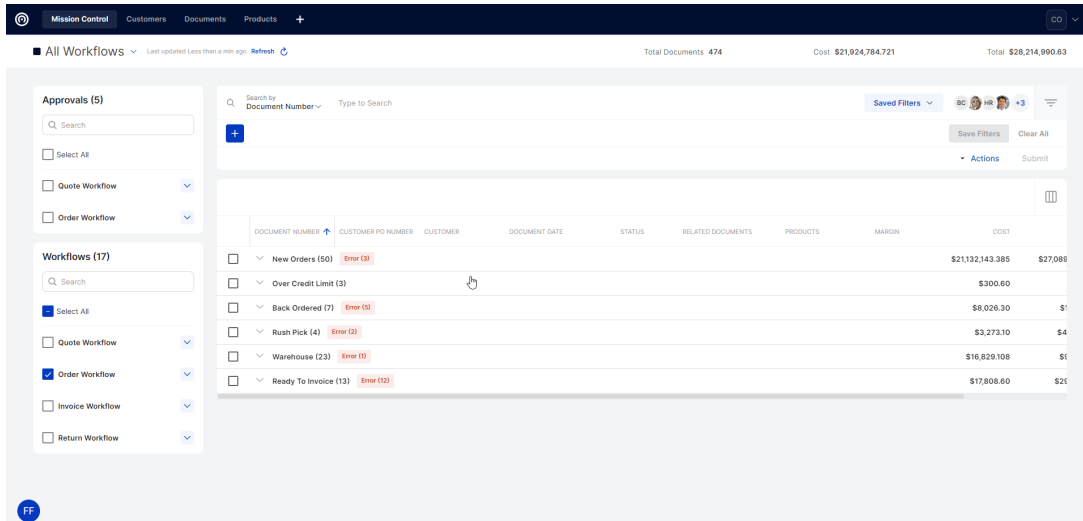 Mission Control Customers Documents Products + CO
All Workflows Last updated Less than a min ago Refresh Total Documents 474 Cost $21,924,784.721 Total $28,214,990.63
Approvals (5)
Search
Select All
Quote Workflow
Order Workflow
Workflows (17)
Search
Select All
Quote Workflow
Order Workflow
Invoice Workflow
Return Workflow
Search by
Document Number Type to Search Saved Filters BC HR +3
+ Save Filters Clear All
Actions Submit
DOCUMENT NUMBER CUSTOMER PO NUMBER CUSTOMER DOCUMENT DATE STATUS RELATED DOCUMENTS PRODUCTS MARGIN COST
New Orders (50) Error (3) $21,132,143.385 $27,089
Over Credit Limit (3) $300.60
Back Ordered (7) Error (5) $8,026.30 $1
Rush Pick (4) Error (2) $3,273.10 $4
Warehouse (23) Error (1) $16,829.108 $9
Ready To Invoice (13) Error (12) $17,808.60 $29
FF